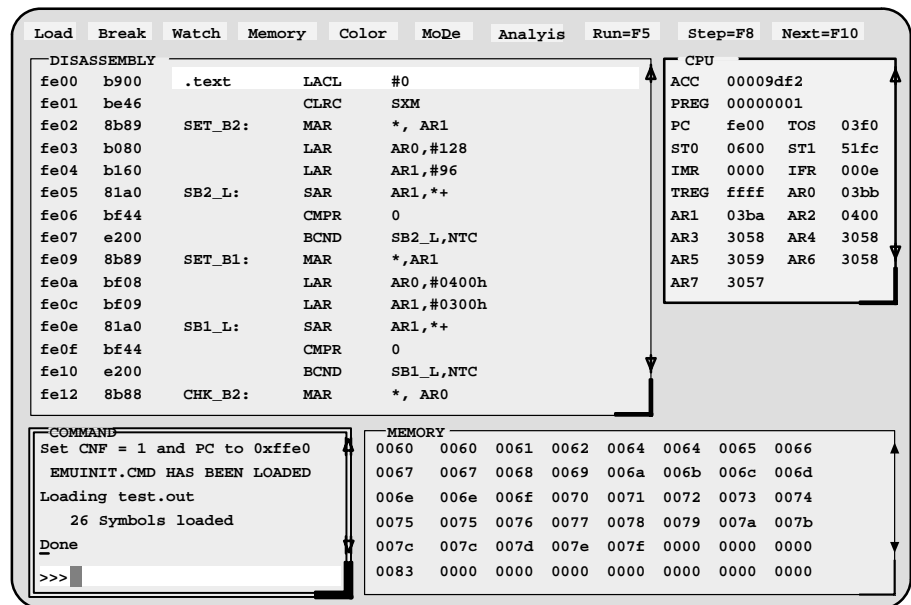 Load Break Watch Memory Color MoDe Analyis Run=F5 Step=F8 Next=F10
DISASSEMBLY
fe00 b900 .text LACL #0
fe01 be46 CLRC SXM
fe02 8b89 SET_B2: MAR *, AR1
fe03 b080 LAR AR0,#128
fe04 b160 LAR AR1,#96
fe05 81a0 SB2_L: SAR AR1,*+
fe06 bf44 CMPR 0
fe07 e200 BCND SB2_L,NTC
fe09 8b89 SET_B1: MAR *,AR1
fe0a bf08 LAR AR0,#0400h
fe0c bf09 LAR AR1,#0300h
fe0e 81a0 SB1_L: SAR AR1,*+
fe0f bf44 CMPR 0
fe10 e200 BCND SB1_L,NTC
fe12 8b88 CHK_B2: MAR *, AR0
CPU
ACC 00009df2
PREG 00000001
PC fe00 TOS 03f0
ST0 0600 ST1 51fc
IMR 0000 IFR 000e
TREG ffff AR0 03bb
AR1 03ba AR2 0400
AR3 3058 AR4 3058
AR5 3059 AR6 3058
AR7 3057
COMMAND
Set CNF = 1 and PC to 0xffe0
EMUINIT.CMD HAS BEEN LOADED
Loading test.out
26 Symbols loaded
Done
>>>
MEMORY
0060 0060 0061 0062 0064 0064 0065 0066
0067 0067 0068 0069 006a 006b 006c 006d
006e 006e 006f 0070 0071 0072 0073 0074
0075 0075 0076 0077 0078 0079 007a 007b
007c 007c 007d 007e 007f 0000 0000 0000
0083 0000 0000 0000 0000 0000 0000 0000